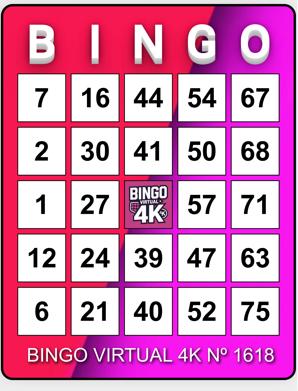 B I N G O
7 16 44 54 67
2 30 41 50 68
1 27 BINGO VIRTUAL 4K 57 71
12 24 39 47 63
6 21 40 52 75
BINGO VIRTUAL 4K Nº 1618